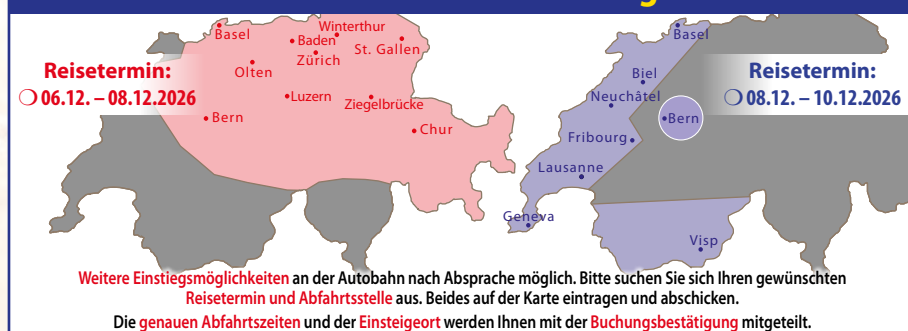 Basel
Winterthur
Baden
Zürich
St. Gallen
Olten
Luzern
Ziegelbrücke
Bern
Chur
Reisetermin:
❍ 06.12. – 08.12.2026
Basel
Biel
Neuchâtel
Bern
Fribourg
Lausanne
Geneva
Visp
Reisetermin:
❍ 08.12. – 10.12.2026
Weitere Einstiegsmöglichkeiten an der Autobahn nach Absprache möglich. Bitte suchen Sie sich Ihren gewünschten
Reisetermin und Abfahrtsstelle aus. Beides auf der Karte eintragen und abschicken.
Die genauen Abfahrtszeiten und der Einsteigeort werden Ihnen mit der Buchungsbestätigung mitgeteilt.